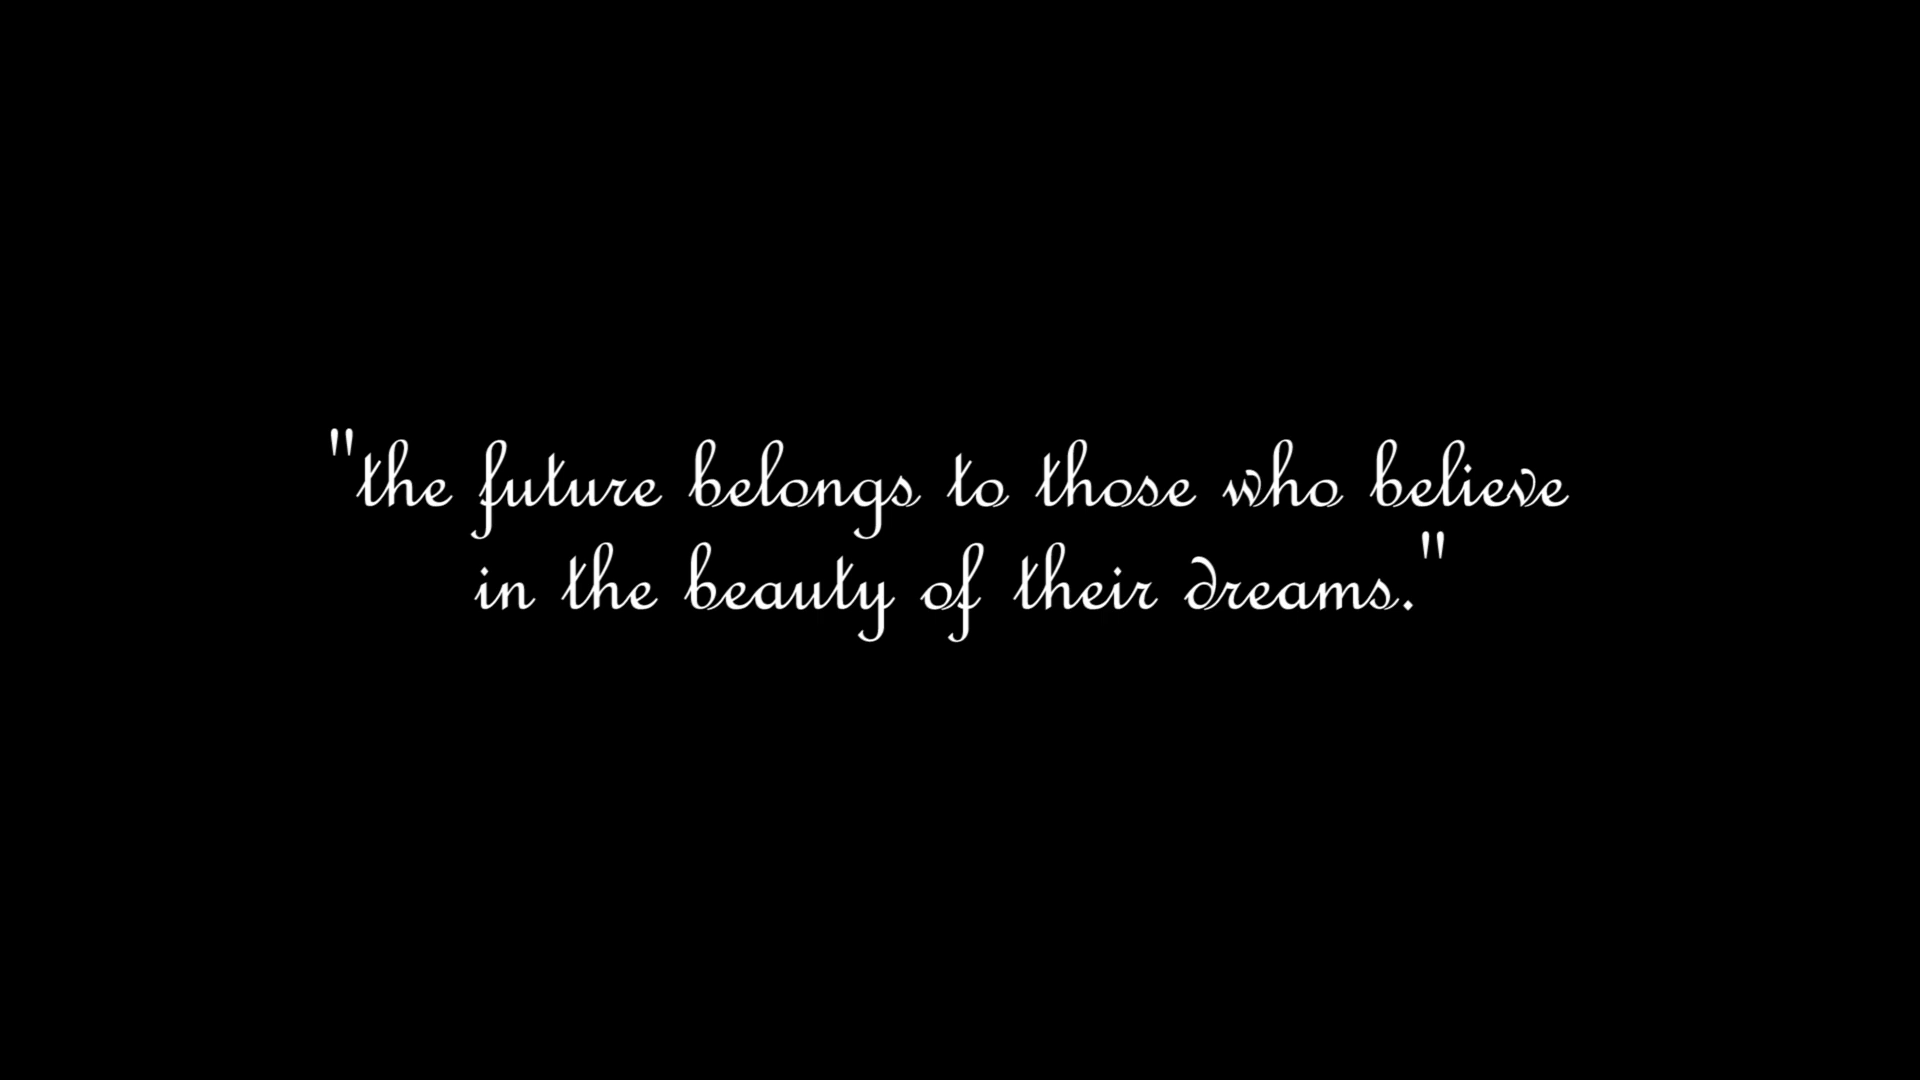 "the future belongs to those who believe
in the beauty of their dreams."